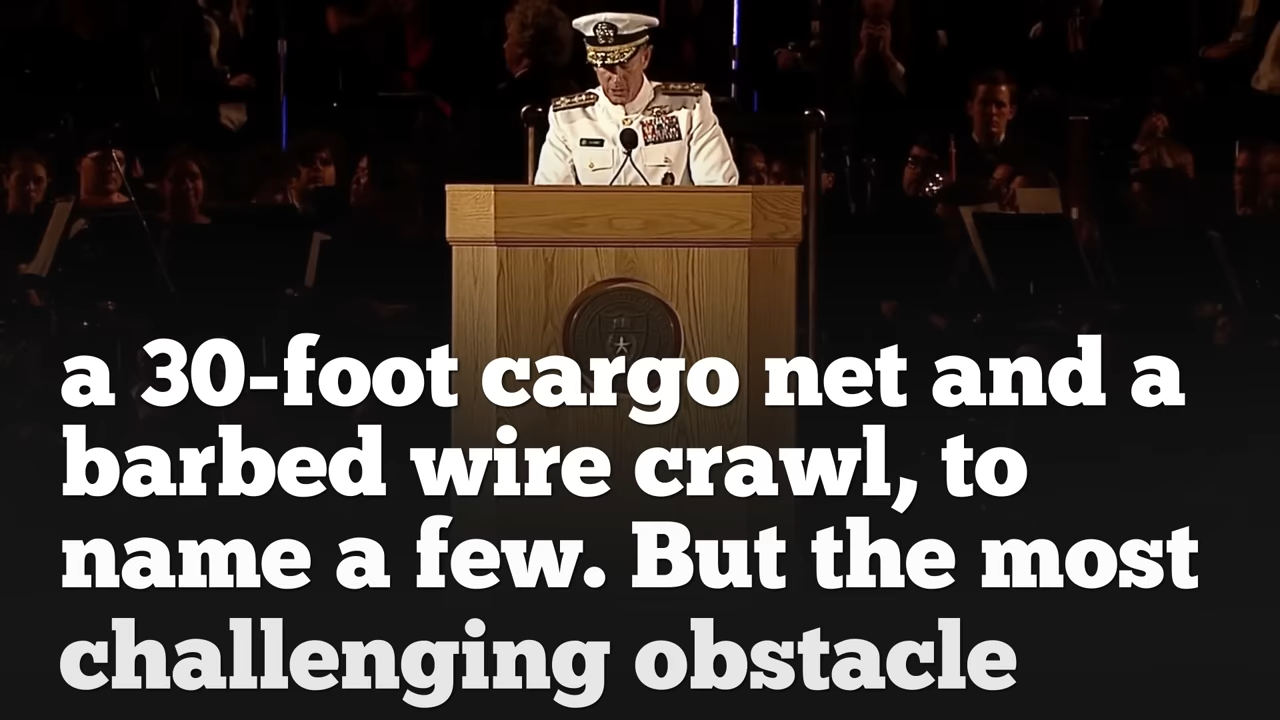 a 30-foot cargo net and a
barbed wire crawl, to
name a few. But the most
challenging obstacle